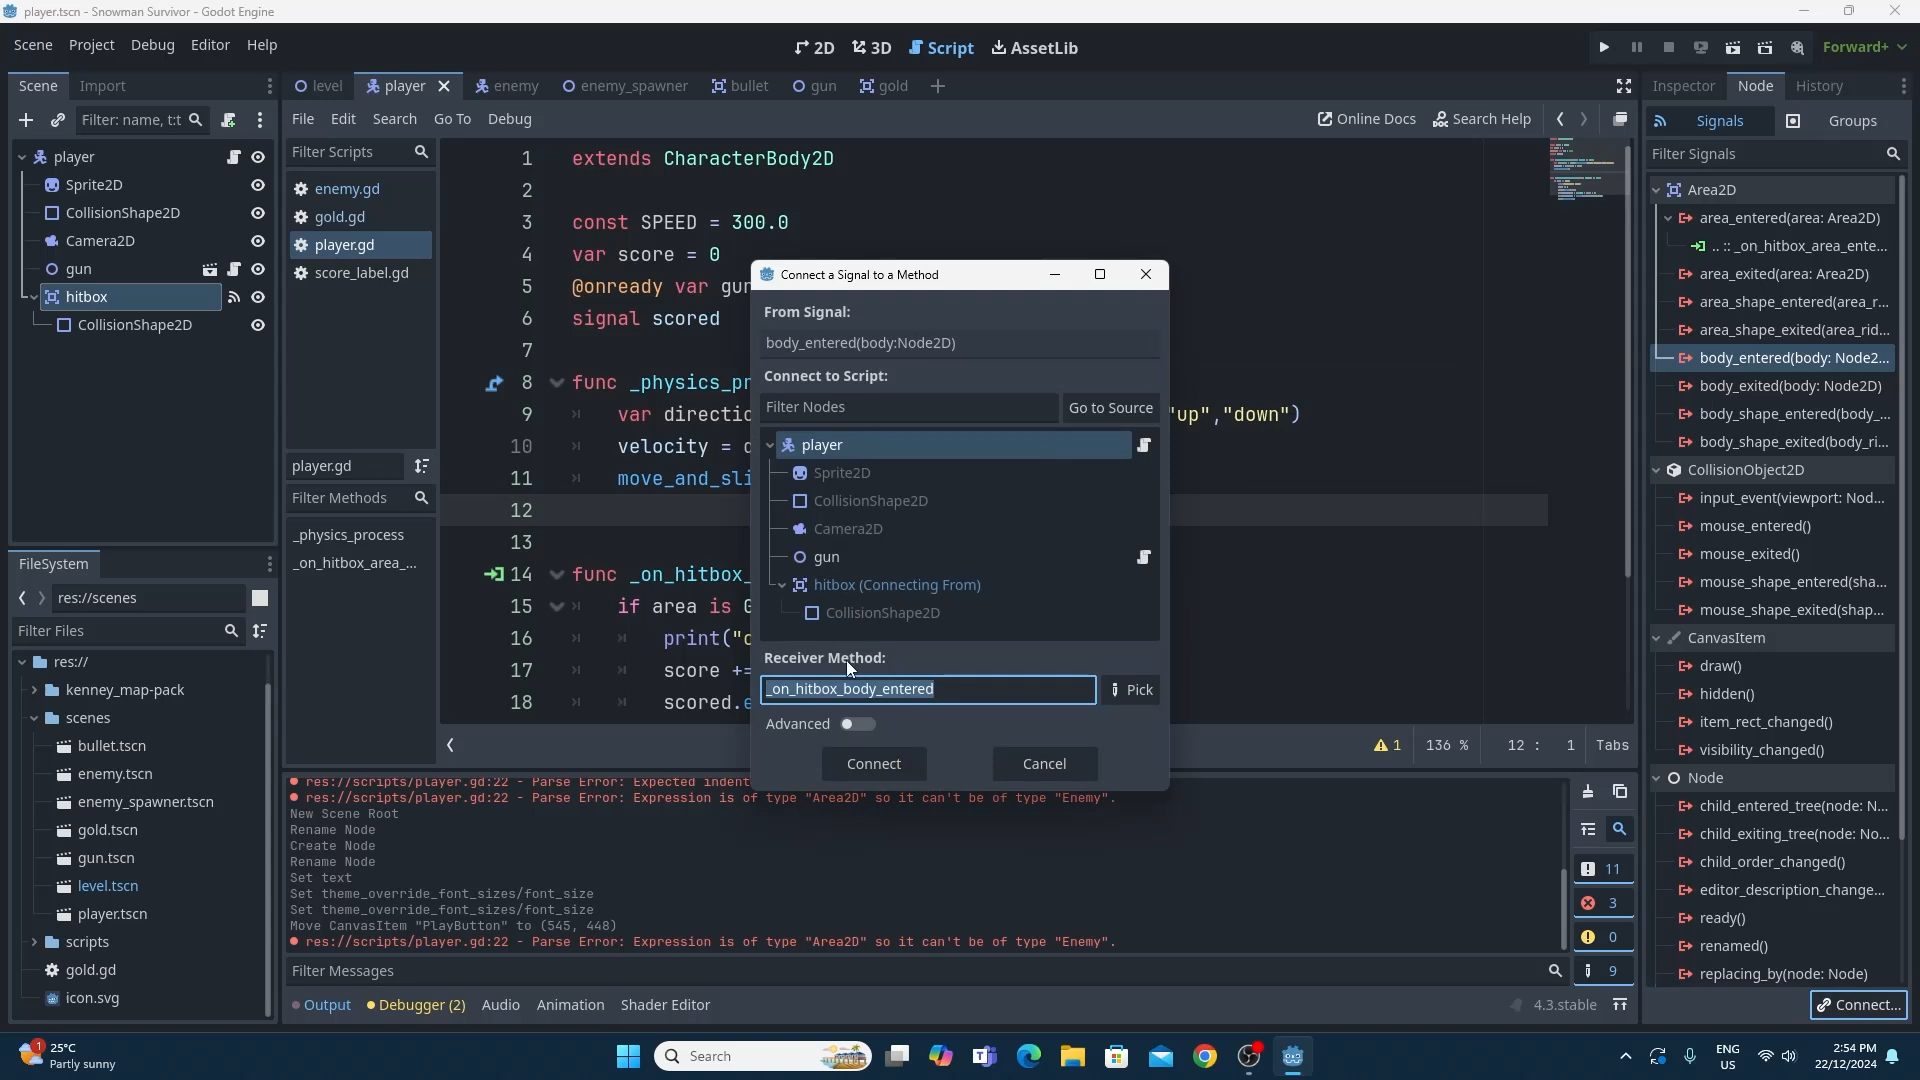 player.tscn - Snowman Survivor - Godot Engine
Scene Project Debug Editor Help
2D 3D Script AssetLib
Forward+
Scene Import
level player enemy enemy_spawner bullet gun gold
Inspector Node History
Filter: name, t:t
File Edit Search Go To Debug
Online Docs Search Help
Signals Groups
player
Sprite2D
CollisionShape2D
Camera2D
gun
hitbox
CollisionShape2D
Filter Scripts
enemy.gd
gold.gd
player.gd
score_label.gd
player.gd
Filter Methods
_physics_process
_on_hitbox_area_...
1 extends CharacterBody2D
2
3 const SPEED = 300.0
4 var score = 0
5 @onready var gun
6 signal scored
7
8 func _physics_pr
9 var directio "up","down")
10 velocity = d
11 move_and_sli
12
13
14 func _on_hitbox_
15 if area is G
16 print("c
17 score +=
18 scored.e
1 136 % 12 : 1 Tabs
Connect a Signal to a Method
From Signal:
body_entered(body:Node2D)
Connect to Script:
Filter Nodes Go to Source
player
Sprite2D
CollisionShape2D
Camera2D
gun
hitbox (Connecting From)
CollisionShape2D
Receiver Method:
_on_hitbox_body_entered Pick
Advanced
Connect Cancel
Filter Signals
Area2D
area_entered(area: Area2D)
.. :: _on_hitbox_area_ente...
area_exited(area: Area2D)
area_shape_entered(area_r...
area_shape_exited(area_rid...
body_entered(body: Node2...
body_exited(body: Node2D)
body_shape_entered(body_...
body_shape_exited(body_ri...
CollisionObject2D
input_event(viewport: Nod...
mouse_entered()
mouse_exited()
mouse_shape_entered(sha...
mouse_shape_exited(shap...
CanvasItem
draw()
hidden()
item_rect_changed()
visibility_changed()
Node
child_entered_tree(node: N...
child_exiting_tree(node: No...
child_order_changed()
editor_description_change...
ready()
renamed()
replacing_by(node: Node)
Connect...
FileSystem
res://scenes
Filter Files
res://
kenney_map-pack
scenes
bullet.tscn
enemy.tscn
enemy_spawner.tscn
gold.tscn
gun.tscn
level.tscn
player.tscn
scripts
gold.gd
icon.svg
res://scripts/player.gd:22 - Parse Error: Expected indent
res://scripts/player.gd:22 - Parse Error: Expression is of type "Area2D" so it can't be of type "Enemy".
New Scene Root
Rename Node
Create Node
Rename Node
Set text
Set theme_override_font_sizes/font_size
Set theme_override_font_sizes/font_size
Move CanvasItem "PlayButton" to (545, 448)
res://scripts/player.gd:22 - Parse Error: Expression is of type "Area2D" so it can't be of type "Enemy".
11
3
0
9
Filter Messages
Output Debugger (2) Audio Animation Shader Editor
4.3.stable
1
25°C
Partly sunny
Search
ENG
US
2:54 PM
22/12/2024